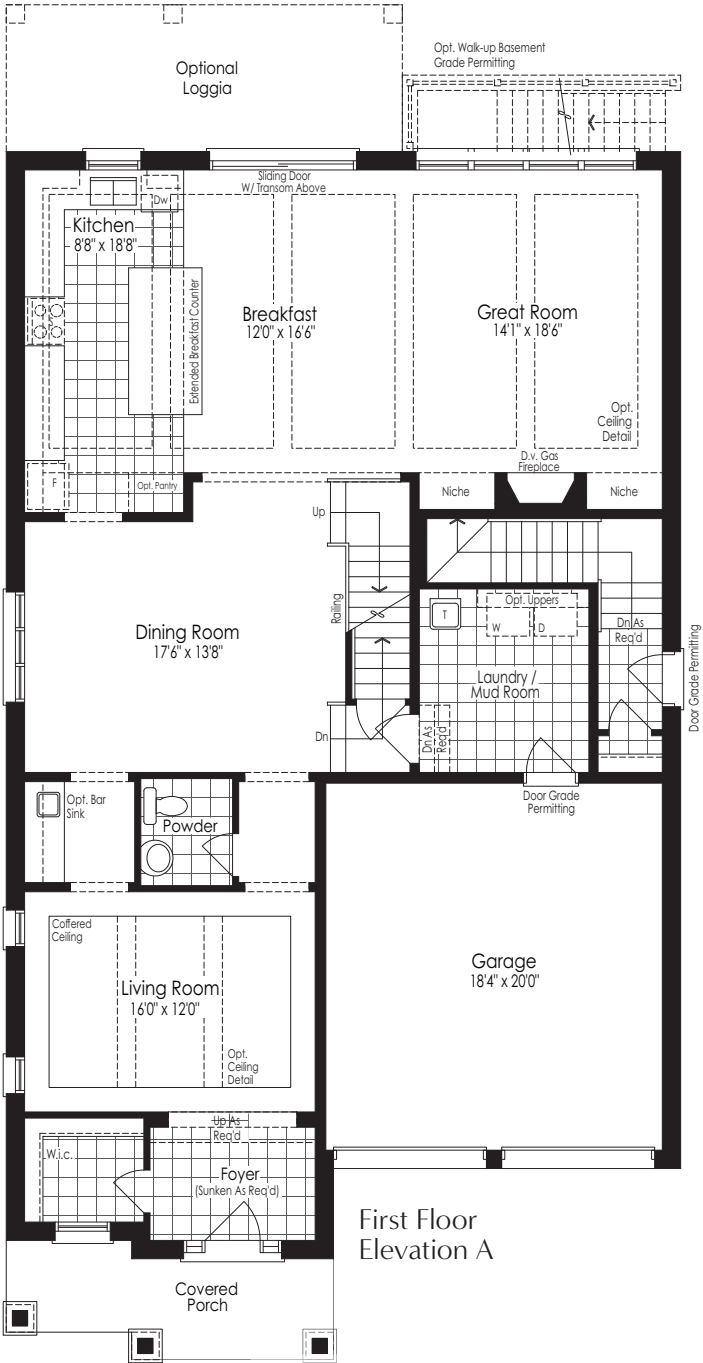 Optional
Loggia
Opt. Walk-up Basement
Grade Permitting
Sliding Door
W/ Transom Above
Dw
Kitchen
8'8" x 18'8"
Extended Breakfast Counter
Breakfast
12'0" x 16'6"
Great Room
14'1" x 18'6"
Opt.
Ceiling
Detail
D.v. Gas
Fireplace
F
Opt. Pantry
Niche
Niche
Up
Railing
Dining Room
17'6" x 13'8"
Dn
T
Opt. Uppers
W
D
Laundry /
Mud Room
Dn As
Req'd
Dn As
Req'd
Door Grade Permitting
Door Grade
Permitting
Opt. Bar
Sink
Powder
Coffered
Ceiling
Living Room
16'0" x 12'0"
Opt.
Ceiling
Detail
Garage
18'4" x 20'0"
Up As
Req'd
W.i.c.
Foyer
(Sunken As Req'd)
First Floor
Elevation A
Covered
Porch